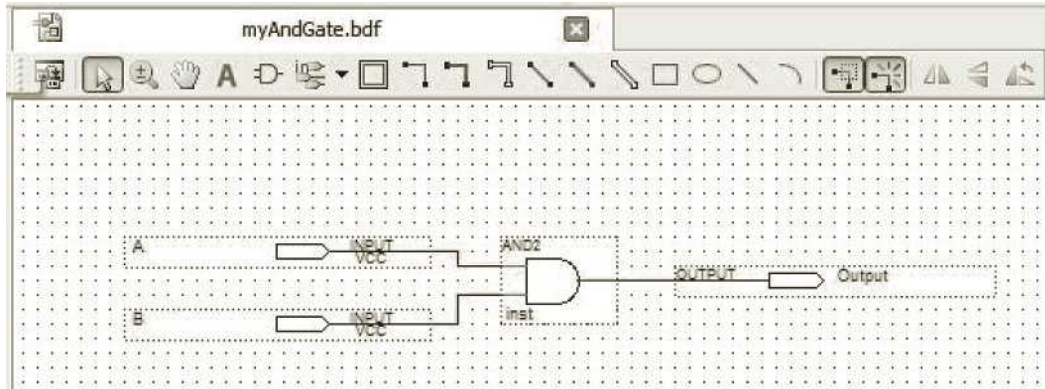 myAndGate.bdf
A
A INPUT VCC
AND2
OUTPUT Output
B INPUT VCC
inst